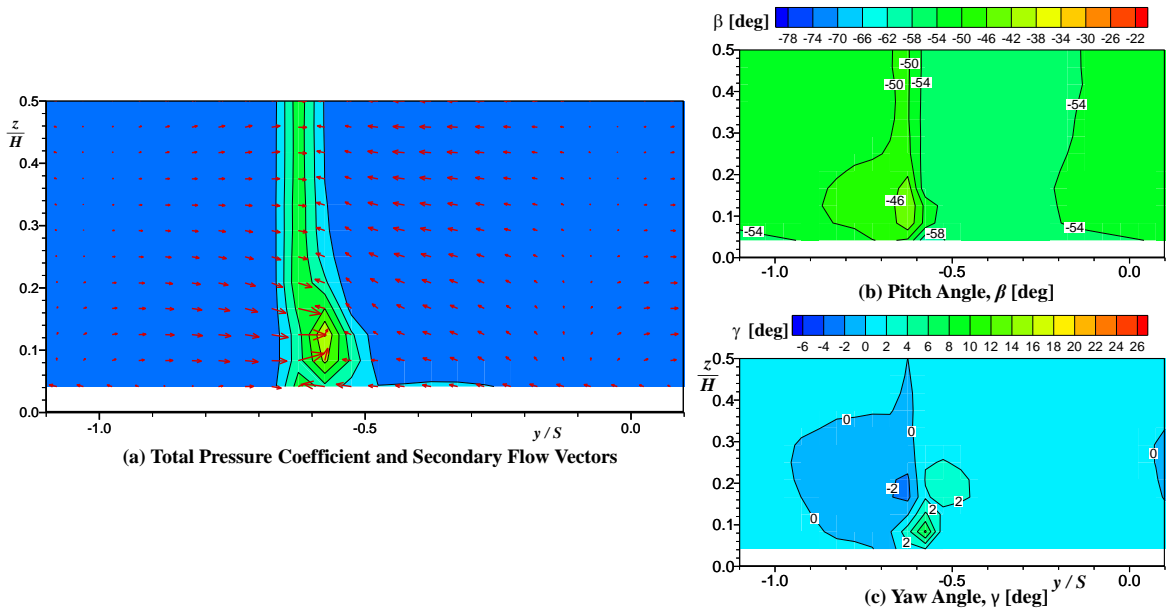 0.5
z
H
0.4
0.3
0.2
0.1
0.0
-1.0
-0.5
0.0
y / S
(a) Total Pressure Coefficient and Secondary Flow Vectors
β [deg]
-78 -74 -70 -66 -62 -58 -54 -50 -46 -42 -38 -34 -30 -26 -22
0.5
z
H
0.4
0.3
0.2
0.1
0
-50
-50
-54
-54
-46
-54
-58
-54
-1.0
-0.5
0.0
(b) Pitch Angle, β [deg]
γ [deg]
-6 -4 -2 0 2 4 6 8 10 12 14 16 18 20 22 24 26
0.5
z
H
0.4
0.3
0.2
0.1
0
0
0
0
-2
2
2
0
2
-1.0
-0.5
y / S
0.0
(c) Yaw Angle, γ [deg]